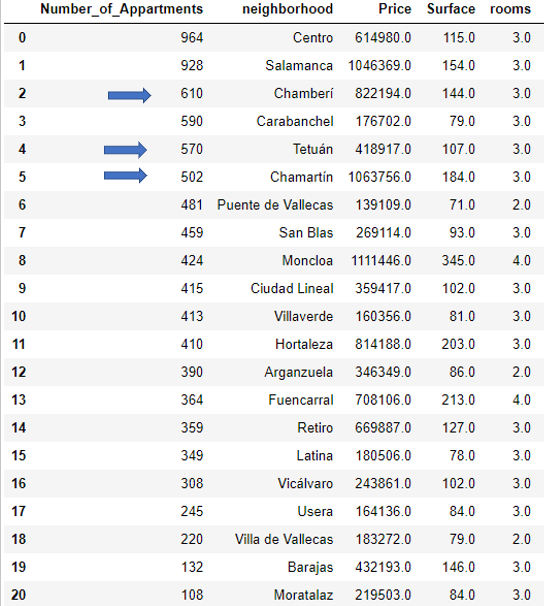 Number_of_Appartments neighborhood Price Surface rooms
0 964 Centro 614980.0 115.0 3.0
1 928 Salamanca 1046369.0 154.0 3.0
2 610 Chamberí 822194.0 144.0 3.0
3 590 Carabanchel 176702.0 79.0 3.0
4 570 Tetuán 418917.0 107.0 3.0
5 502 Chamartín 1063756.0 184.0 3.0
6 481 Puente de Vallecas 139109.0 71.0 2.0
7 459 San Blas 269114.0 93.0 3.0
8 424 Moncloa 1111446.0 345.0 4.0
9 415 Ciudad Lineal 359417.0 102.0 3.0
10 413 Villaverde 160356.0 81.0 3.0
11 410 Hortaleza 814188.0 203.0 3.0
12 390 Arganzuela 346349.0 86.0 2.0
13 364 Fuencarral 708106.0 213.0 4.0
14 359 Retiro 669887.0 127.0 3.0
15 349 Latina 180506.0 78.0 3.0
16 308 Vicálvaro 243861.0 102.0 3.0
17 245 Usera 164136.0 84.0 3.0
18 220 Villa de Vallecas 183272.0 79.0 2.0
19 132 Barajas 432193.0 146.0 3.0
20 108 Moratalaz 219503.0 84.0 3.0